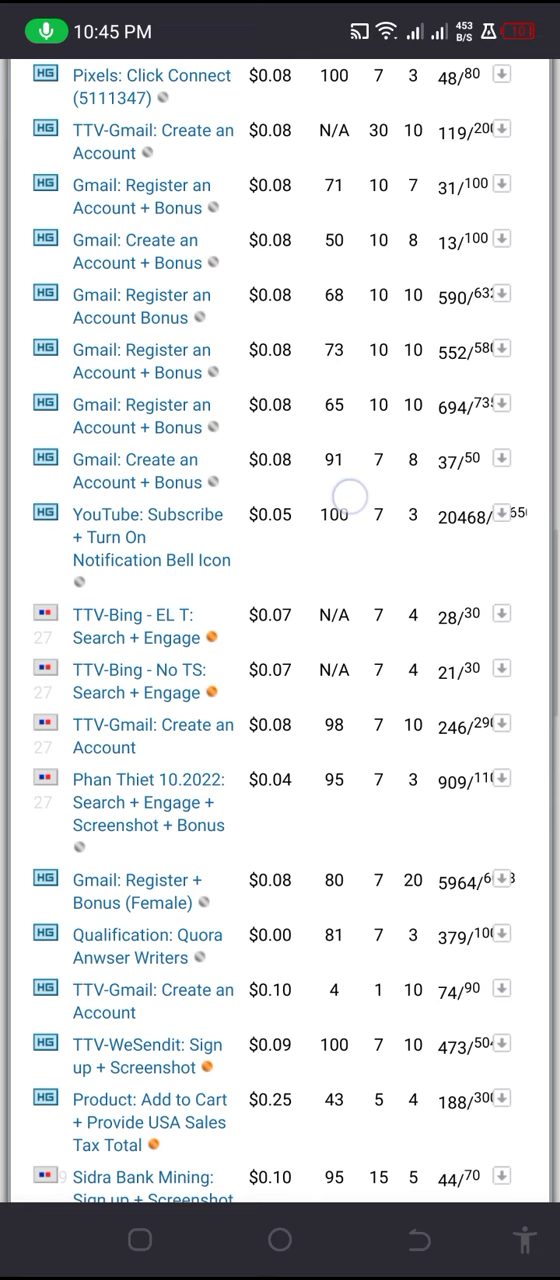 10:45 PM 453 B/S 10
HG Pixels: Click Connect $0.08 100 7 3 48/80
(5111347)
HG TTV-Gmail: Create an $0.08 N/A 30 10 119/200
Account
HG Gmail: Register an $0.08 71 10 7 31/100
Account + Bonus
HG Gmail: Create an $0.08 50 10 8 13/100
Account + Bonus
HG Gmail: Register an $0.08 68 10 10 590/632
Account Bonus
HG Gmail: Register an $0.08 73 10 10 552/580
Account + Bonus
HG Gmail: Register an $0.08 65 10 10 694/735
Account + Bonus
HG Gmail: Create an $0.08 91 7 8 37/50
Account + Bonus
HG YouTube: Subscribe $0.05 100 7 3 20468/
+ Turn On
Notification Bell Icon
TTV-Bing - EL T: $0.07 N/A 7 4 28/30
27 Search + Engage
TTV-Bing - No TS: $0.07 N/A 7 4 21/30
27 Search + Engage
TTV-Gmail: Create an $0.08 98 7 10 246/290
27 Account
Phan Thiet 10.2022: $0.04 95 7 3 909/110
27 Search + Engage +
Screenshot + Bonus
HG Gmail: Register + $0.08 80 7 20 5964/
Bonus (Female)
HG Qualification: Quora $0.00 81 7 3 379/100
Anwser Writers
HG TTV-Gmail: Create an $0.10 4 1 10 74/90
Account
HG TTV-WeSendit: Sign $0.09 100 7 10 473/504
up + Screenshot
HG Product: Add to Cart $0.25 43 5 4 188/300
+ Provide USA Sales
Tax Total
Sidra Bank Mining: $0.10 95 15 5 44/70
Sign up + Screenshot